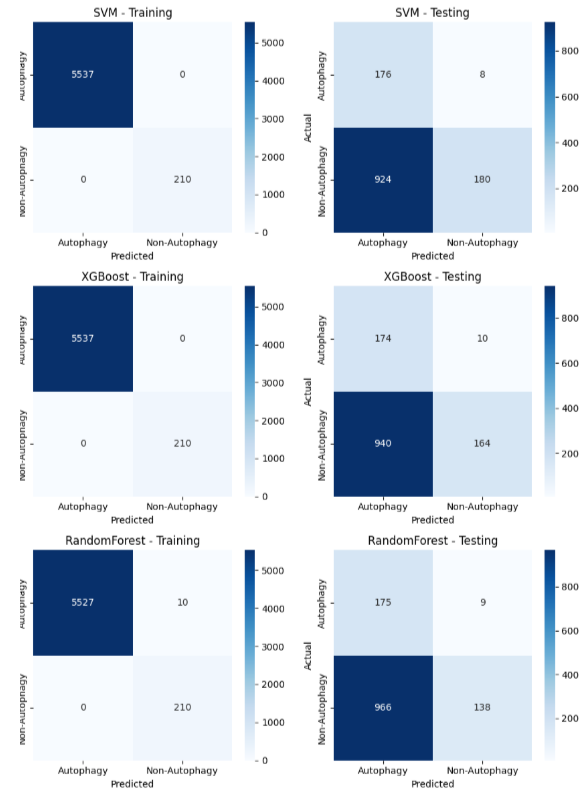 SVM - Training
SVM - Testing
Autophagy
5537
0
Non-Autophagy
0
210
Autophagy
Non-Autophagy
Predicted
5000
4000
3000
2000
1000
0
Actual
Autophagy
176
8
Non-Autophagy
924
180
Autophagy
Non-Autophagy
Predicted
800
600
400
200
XGBoost - Training
XGBoost - Testing
Autophagy
5537
0
Non-Autophagy
0
210
Autophagy
Non-Autophagy
Predicted
5000
4000
3000
2000
1000
0
Actual
Autophagy
174
10
Non-Autophagy
940
164
Autophagy
Non-Autophagy
Predicted
800
600
400
200
RandomForest - Training
RandomForest - Testing
Autophagy
5527
10
Non-Autophagy
0
210
Autophagy
Non-Autophagy
Predicted
5000
4000
3000
2000
1000
0
Actual
Autophagy
175
9
Non-Autophagy
966
138
Autophagy
Non-Autophagy
Predicted
800
600
400
200